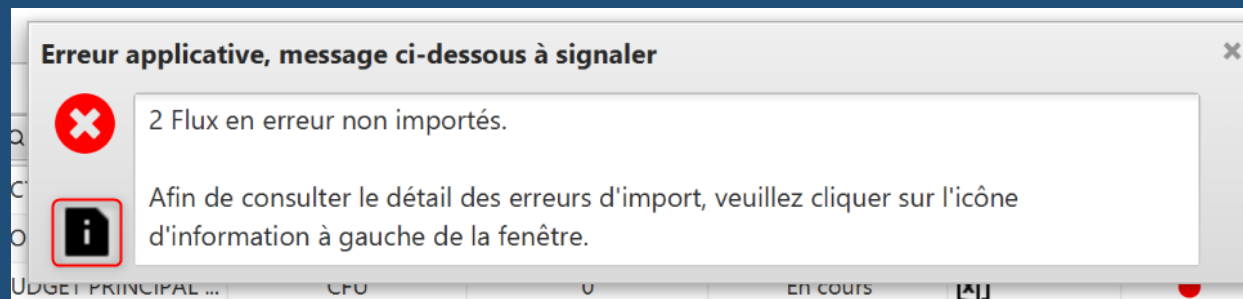 Erreur applicative, message ci-dessous à signaler
2 Flux en erreur non importés.
Afin de consulter le détail des erreurs d'import, veuillez cliquer sur l'icône
d'information à gauche de la fenêtre.
PRINCIPAL ... CFU 0 En cours